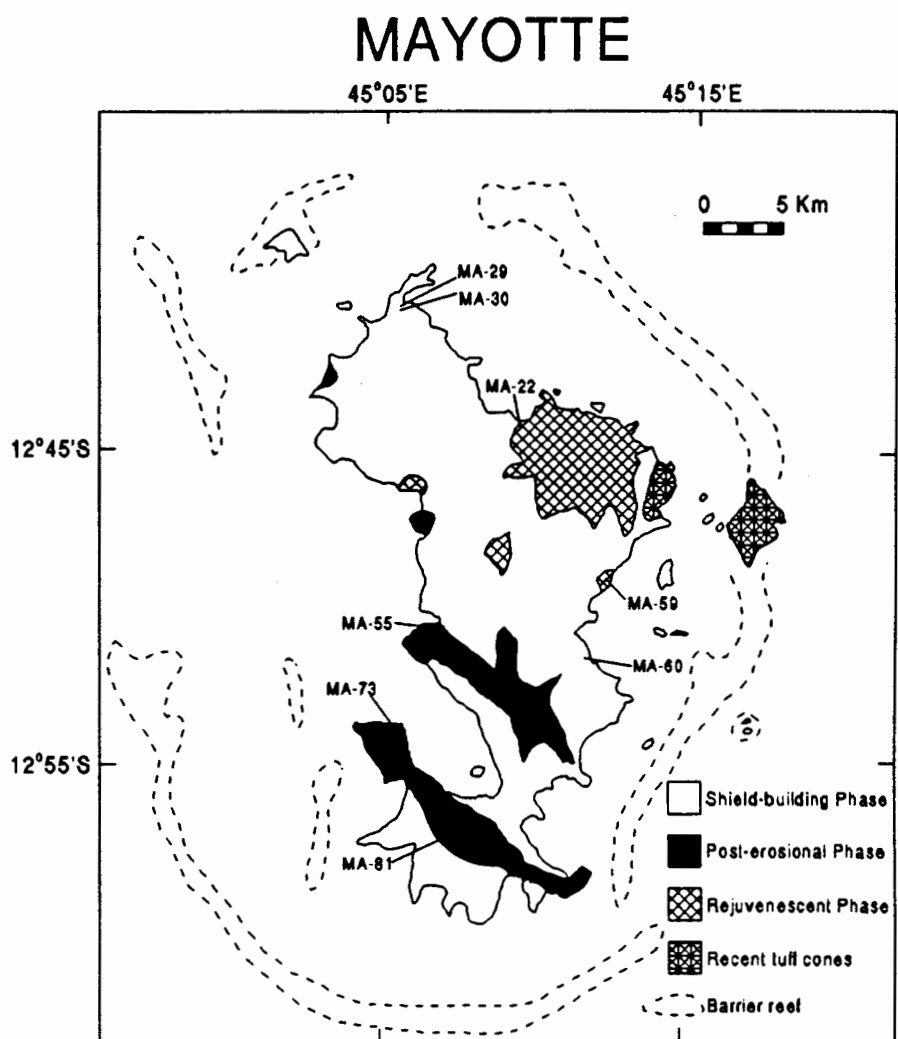 MAYOTTE
45°05'E
45°15'E
0 5 Km
MA-29
MA-30
MA-22
12°45'S
MA-59
MA-55
MA-60
MA-73
12°55'S
Shield-building Phase
Post-erosional Phase
MA-81
Rejuvenescent Phase
Recent tuff cones
Barrier reef